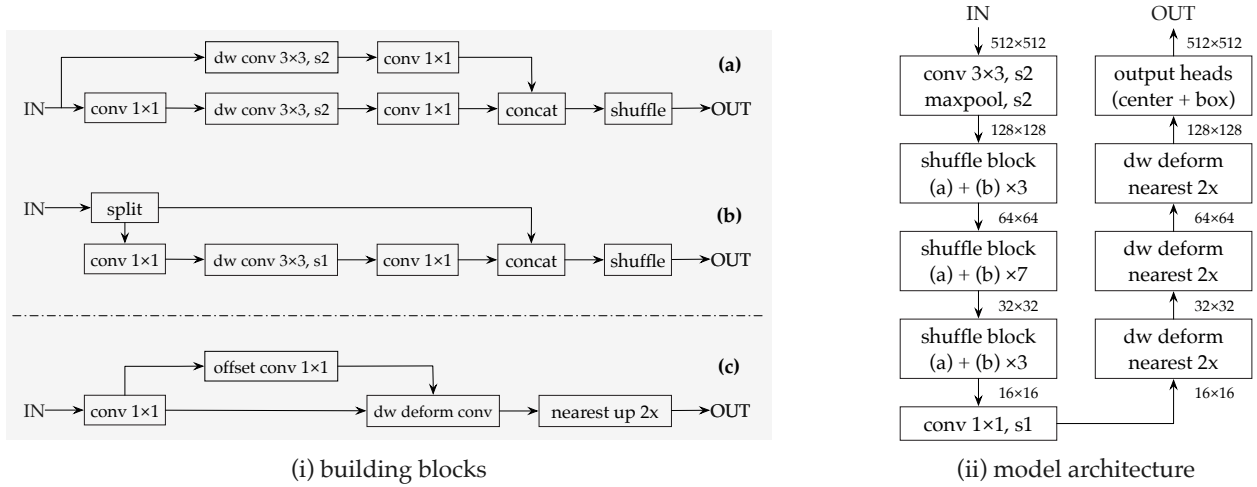 dw conv 3×3, s2
conv 1×1
(a)
IN
conv 1×1
dw conv 3×3, s2
conv 1×1
concat
shuffle
OUT
IN
split
(b)
conv 1×1
dw conv 3×3, s1
conv 1×1
concat
shuffle
OUT
offset conv 1×1
(c)
IN
conv 1×1
dw deform conv
nearest up 2x
OUT
(i) building blocks
IN
512×512
conv 3×3, s2
maxpool, s2
128×128
shuffle block
(a) + (b) ×3
64×64
shuffle block
(a) + (b) ×7
32×32
shuffle block
(a) + (b) ×3
16×16
conv 1×1, s1
OUT
512×512
output heads
(center + box)
128×128
dw deform
nearest 2x
64×64
dw deform
nearest 2x
32×32
dw deform
nearest 2x
16×16
(ii) model architecture